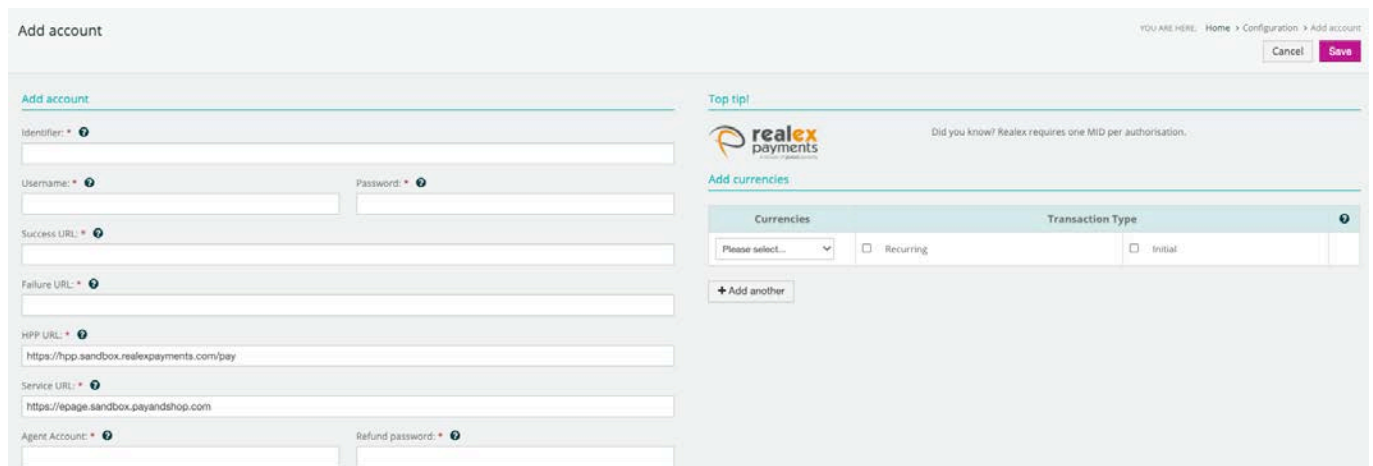 Add account
YOU ARE HERE: Home > Configuration > Add account
Cancel
Save
Add account
Identifier: *
Username: *
Password: *
Success URL: *
Failure URL: *
HPP URL: *
https://hpp.sandbox.realexpayments.com/pay
Service URL: *
https://epage.sandbox.payandshop.com
Agent Account: *
Refund password: *
Top tip!
realex
payments
Did you know? Realex requires one MID per authorisation.
Add currencies
Currencies
Transaction Type
Please select...
Recurring
Initial
+ Add another